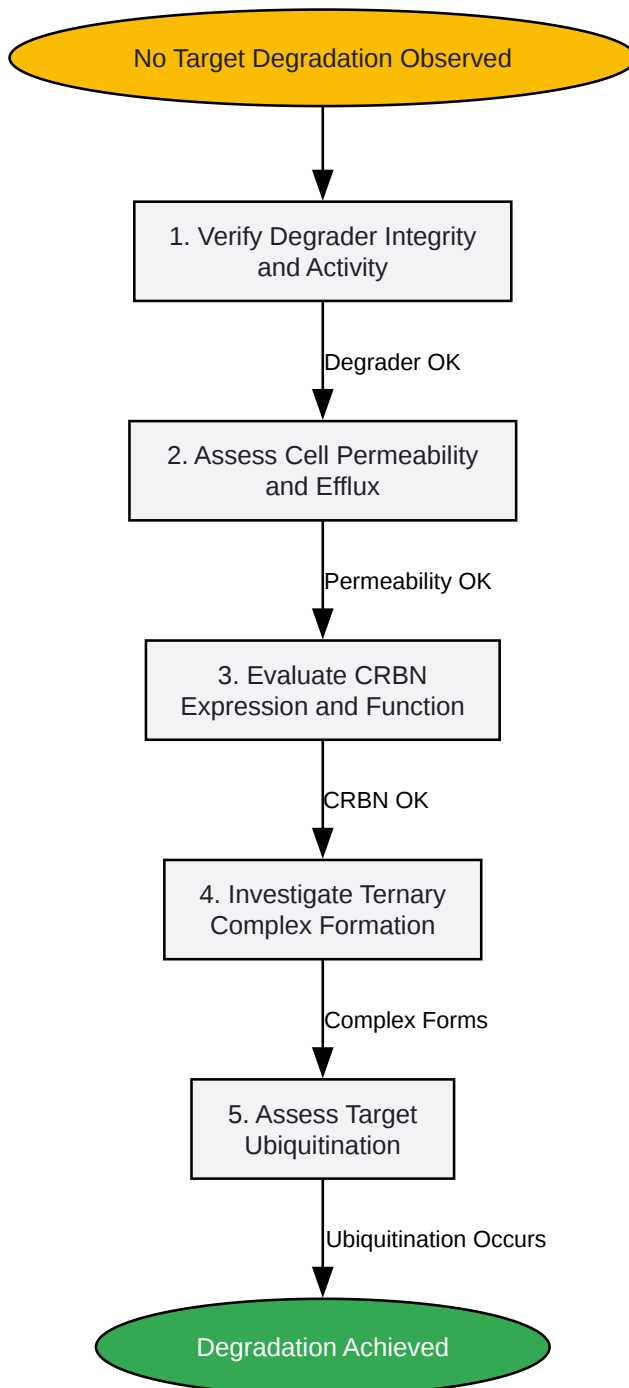 No Target Degradation Observed
1. Verify Degrader Integrity
and Activity
Degrader OK
2. Assess Cell Permeability
and Efflux
Permeability OK
3. Evaluate CRBN
Expression and Function
CRBN OK
4. Investigate Ternary
Complex Formation
Complex Forms
5. Assess Target
Ubiquitination
Ubiquitination Occurs
Degradation Achieved